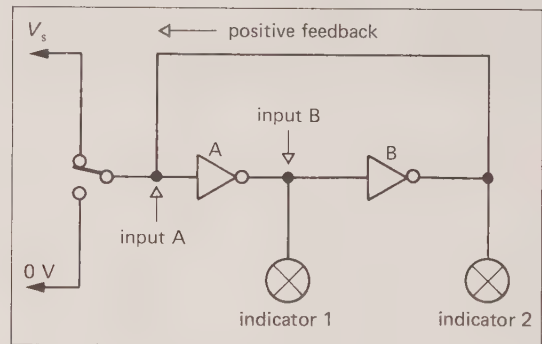 Vs
positive feedback
input B
A
B
input A
0 V
indicator 1
indicator 2